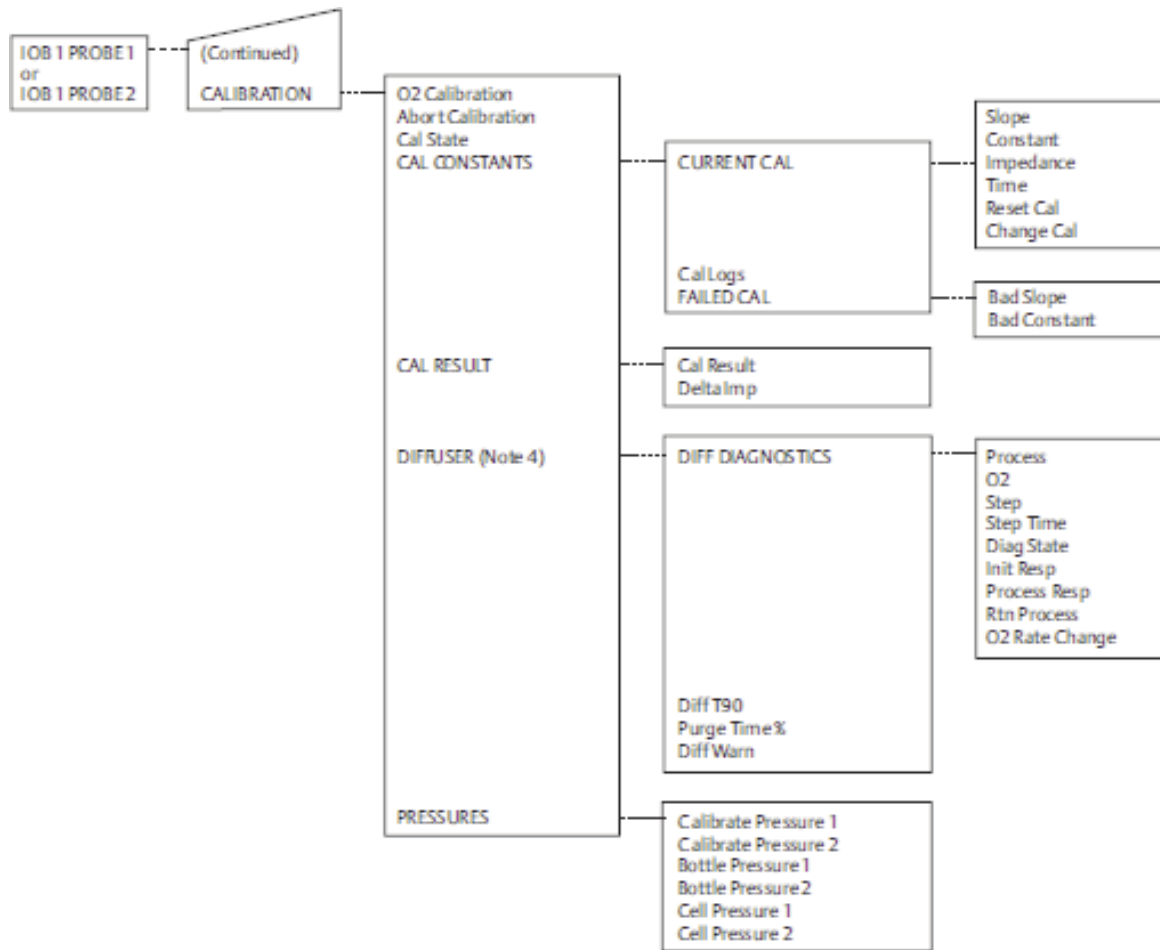 IOB 1 PROBE 1
or
IOB 1 PROBE 2
(Continued)
CALIBRATION
O2 Calibration
Abort Calibration
Cal State
CAL CONSTANTS
CAL RESULT
DIFFUSER (Note 4)
PRESSURES
CURRENT CAL
Cal Logs
FAILED CAL
Slope
Constant
Impedance
Time
Reset Cal
Change Cal
Bad Slope
Bad Constant
Cal Result
Delta Imp
DIFF DIAGNOSTICS
Diff T90
Purge Time %
Diff Warn
Process
O2
Step
Step Time
Diag State
Init Resp
Process Resp
Rtn Process
O2 Rate Change
Calibrate Pressure 1
Calibrate Pressure 2
Bottle Pressure 1
Bottle Pressure 2
Cell Pressure 1
Cell Pressure 2